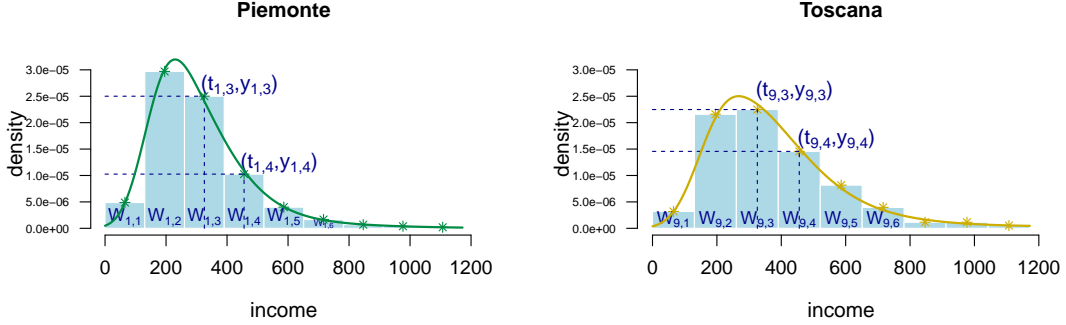 Piemonte
density
3.0e−05
2.5e−05
2.0e−05
1.5e−05
1.0e−05
5.0e−06
0.0e+00
(t1,3,y1,3)
(t1,4,y1,4)
W1,1 W1,2 W1,3 W1,4 W1,5 W1,6
0 200 400 600 800 1000 1200
income
Toscana
density
3.0e−05
2.5e−05
2.0e−05
1.5e−05
1.0e−05
5.0e−06
0.0e+00
(t9,3,y9,3)
(t9,4,y9,4)
W9,1 W9,2 W9,3 W9,4 W9,5 W9,6
0 200 400 600 800 1000 1200
income